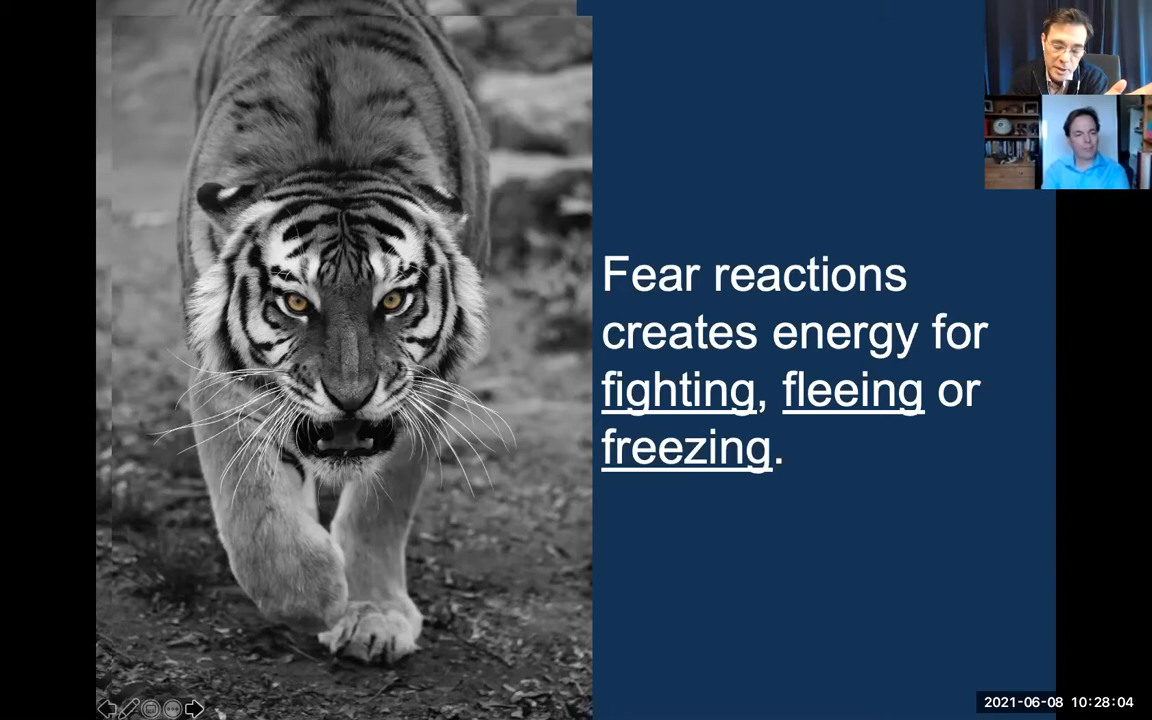 Fear reactions
creates energy for
fighting, fleeing or
freezing.
2021-06-08 10:28:04